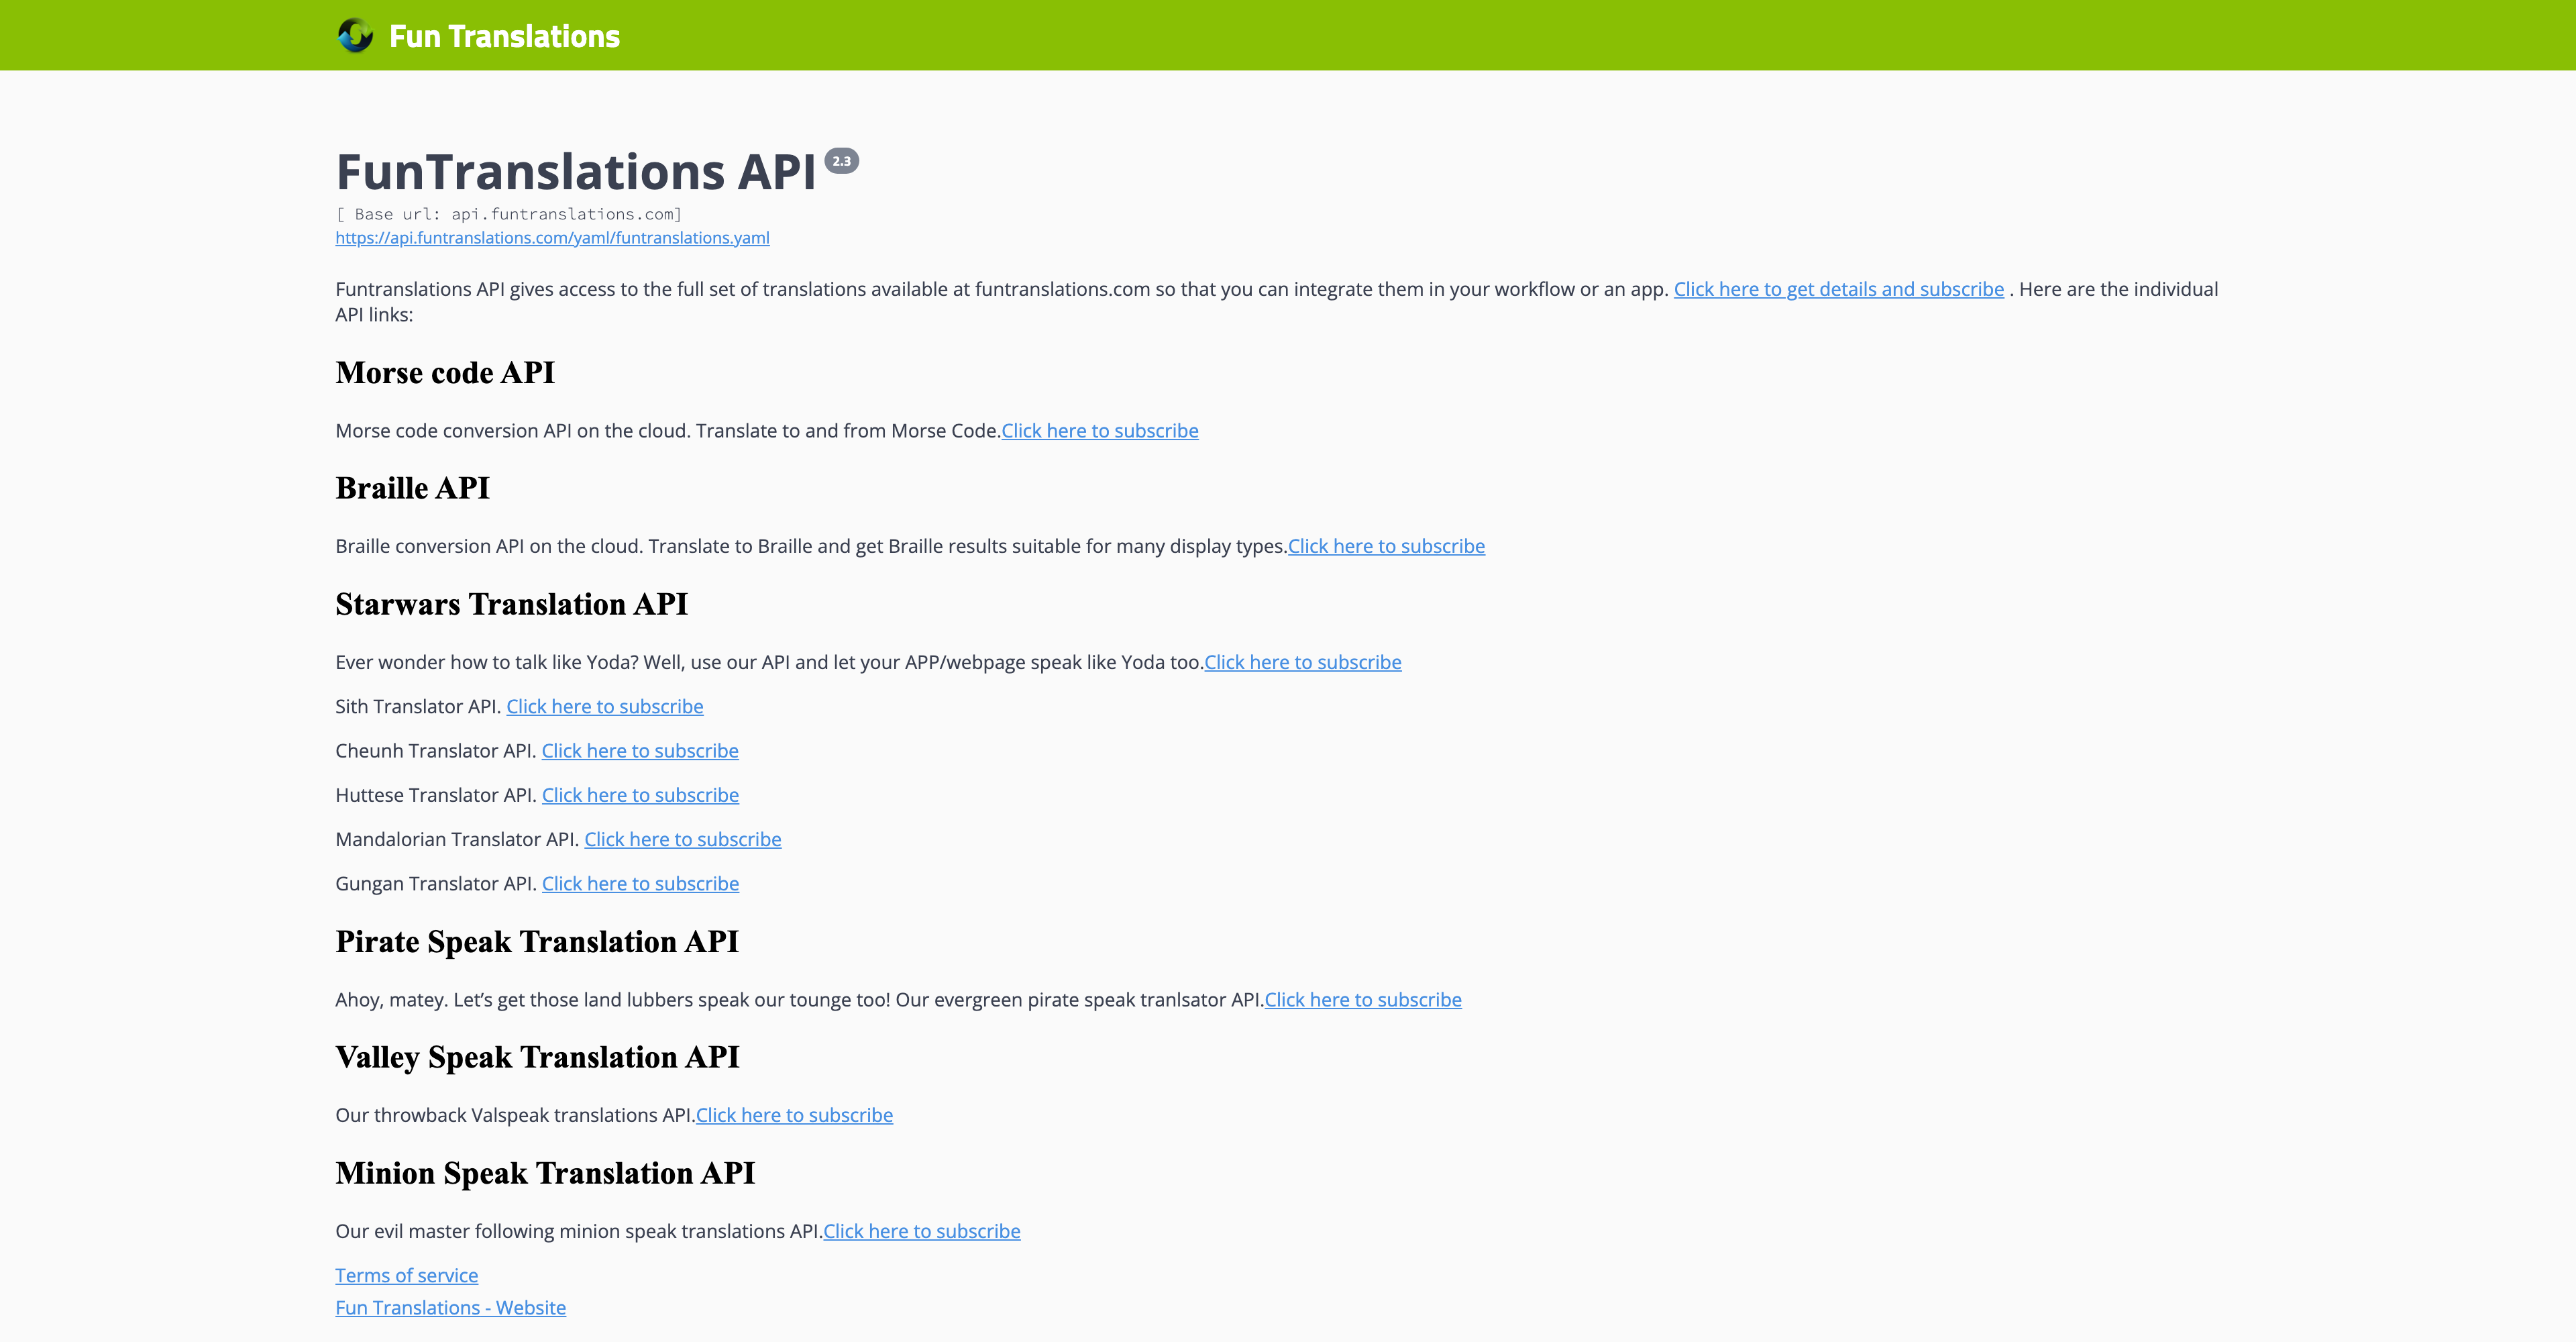 Fun Translations
FunTranslations API 2.3
[ Base url: api.funtranslations.com]
https://api.funtranslations.com/yaml/funtranslations.yaml
Funtranslations API gives access to the full set of translations available at funtranslations.com so that you can integrate them in your workflow or an app. Click here to get details and subscribe . Here are the individual
API links:
Morse code API
Morse code conversion API on the cloud. Translate to and from Morse Code.Click here to subscribe
Braille API
Braille conversion API on the cloud. Translate to Braille and get Braille results suitable for many display types.Click here to subscribe
Starwars Translation API
Ever wonder how to talk like Yoda? Well, use our API and let your APP/webpage speak like Yoda too.Click here to subscribe
Sith Translator API. Click here to subscribe
Cheunh Translator API. Click here to subscribe
Huttese Translator API. Click here to subscribe
Mandalorian Translator API. Click here to subscribe
Gungan Translator API. Click here to subscribe
Pirate Speak Translation API
Ahoy, matey. Let’s get those land lubbers speak our tounge too! Our evergreen pirate speak tranlsator API.Click here to subscribe
Valley Speak Translation API
Our throwback Valspeak translations API.Click here to subscribe
Minion Speak Translation API
Our evil master following minion speak translations API.Click here to subscribe
Terms of service
Fun Translations - Website